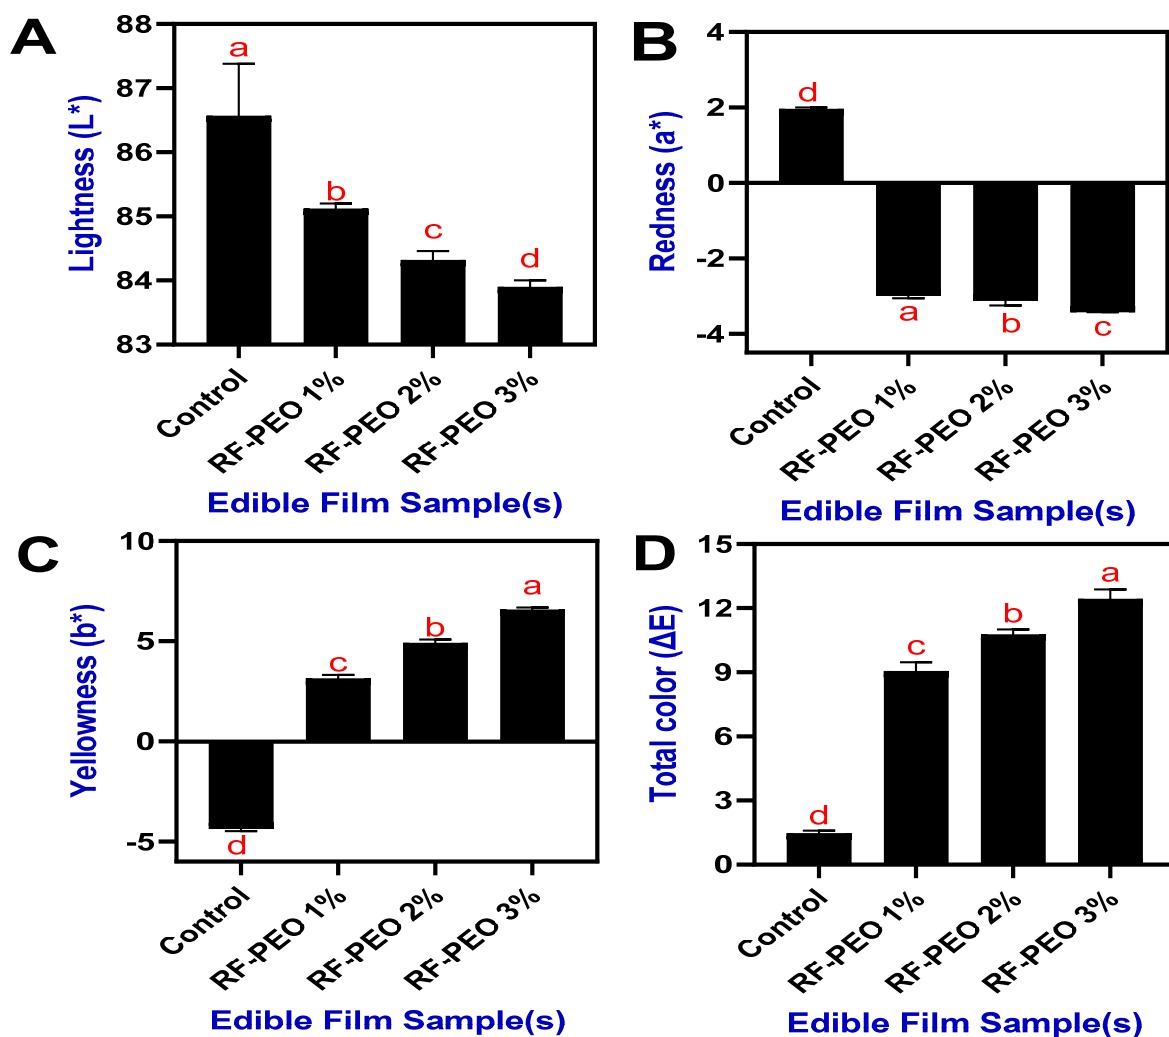 A
Lightness (L*)
88
87
86
85
84
83
a
b
c
d
Control
RF-PEO 1%
RF-PEO 2%
RF-PEO 3%
Edible Film Sample(s)
B
Redness (a*)
4
2
0
-2
-4
d
a
b
c
Control
RF-PEO 1%
RF-PEO 2%
RF-PEO 3%
Edible Film Sample(s)
C
Yellowness (b*)
10
5
0
-5
d
c
b
a
Control
RF-PEO 1%
RF-PEO 2%
RF-PEO 3%
Edible Film Sample(s)
D
Total color (ΔE)
15
12
9
6
3
0
d
c
b
a
Control
RF-PEO 1%
RF-PEO 2%
RF-PEO 3%
Edible Film Sample(s)